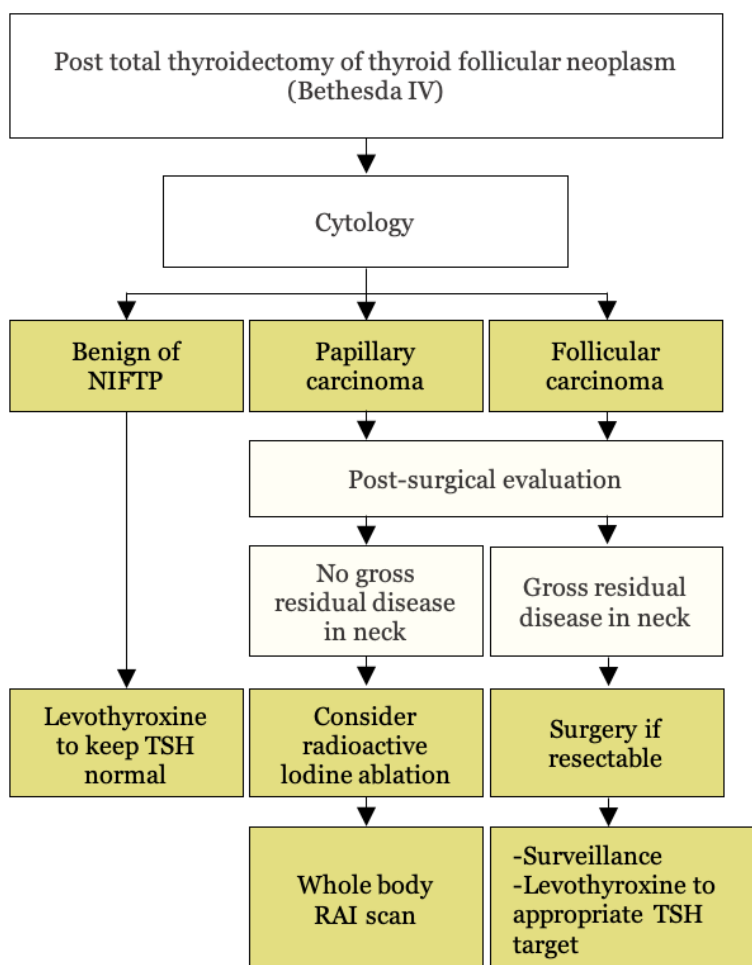 Post total thyroidectomy of thyroid follicular neoplasm
(Bethesda IV)
Cytology
Benign of
NIFTP
Papillary
carcinoma
Follicular
carcinoma
Post-surgical evaluation
No gross
residual disease
in neck
Gross residual
disease in neck
Levothyroxine
to keep TSH
normal
Consider
radioactive
Iodine ablation
Surgery if
resectable
Whole body
RAI scan
-Surveillance
-Levothyroxine to
appropriate TSH
target